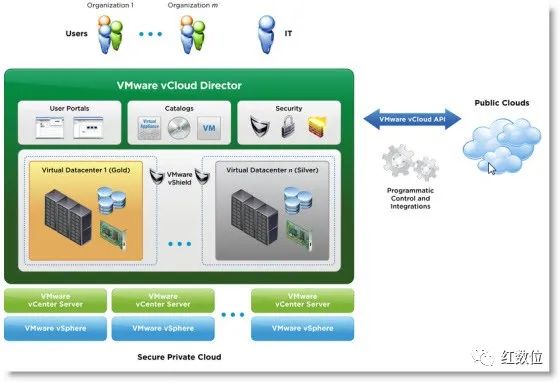 Organization 1
Organization m
Users
IT
VMware vCloud Director
User Portals
Catalogs
Security
Virtual
Appliance
VM
Virtual Datacenter 1 (Gold)
VMware
vShield
Virtual Datacenter n (Silver)
VMware vCloud API
Public Clouds
Programmatic
Control and
Integrations
VMware
vCenter Server
VMware
vCenter Server
VMware
vCenter Server
VMware vSphere
VMware vSphere
VMware vSphere
Secure Private Cloud
红数位